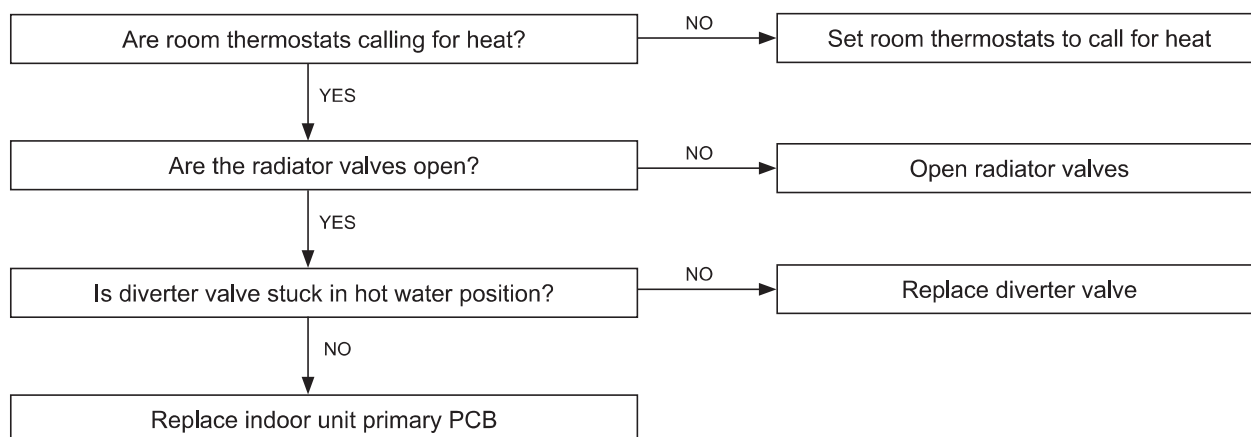 Are room thermostats calling for heat?
NO
Set room thermostats to call for heat
YES
Are the radiator valves open?
NO
Open radiator valves
YES
Is diverter valve stuck in hot water position?
NO
Replace diverter valve
NO
Replace indoor unit primary PCB